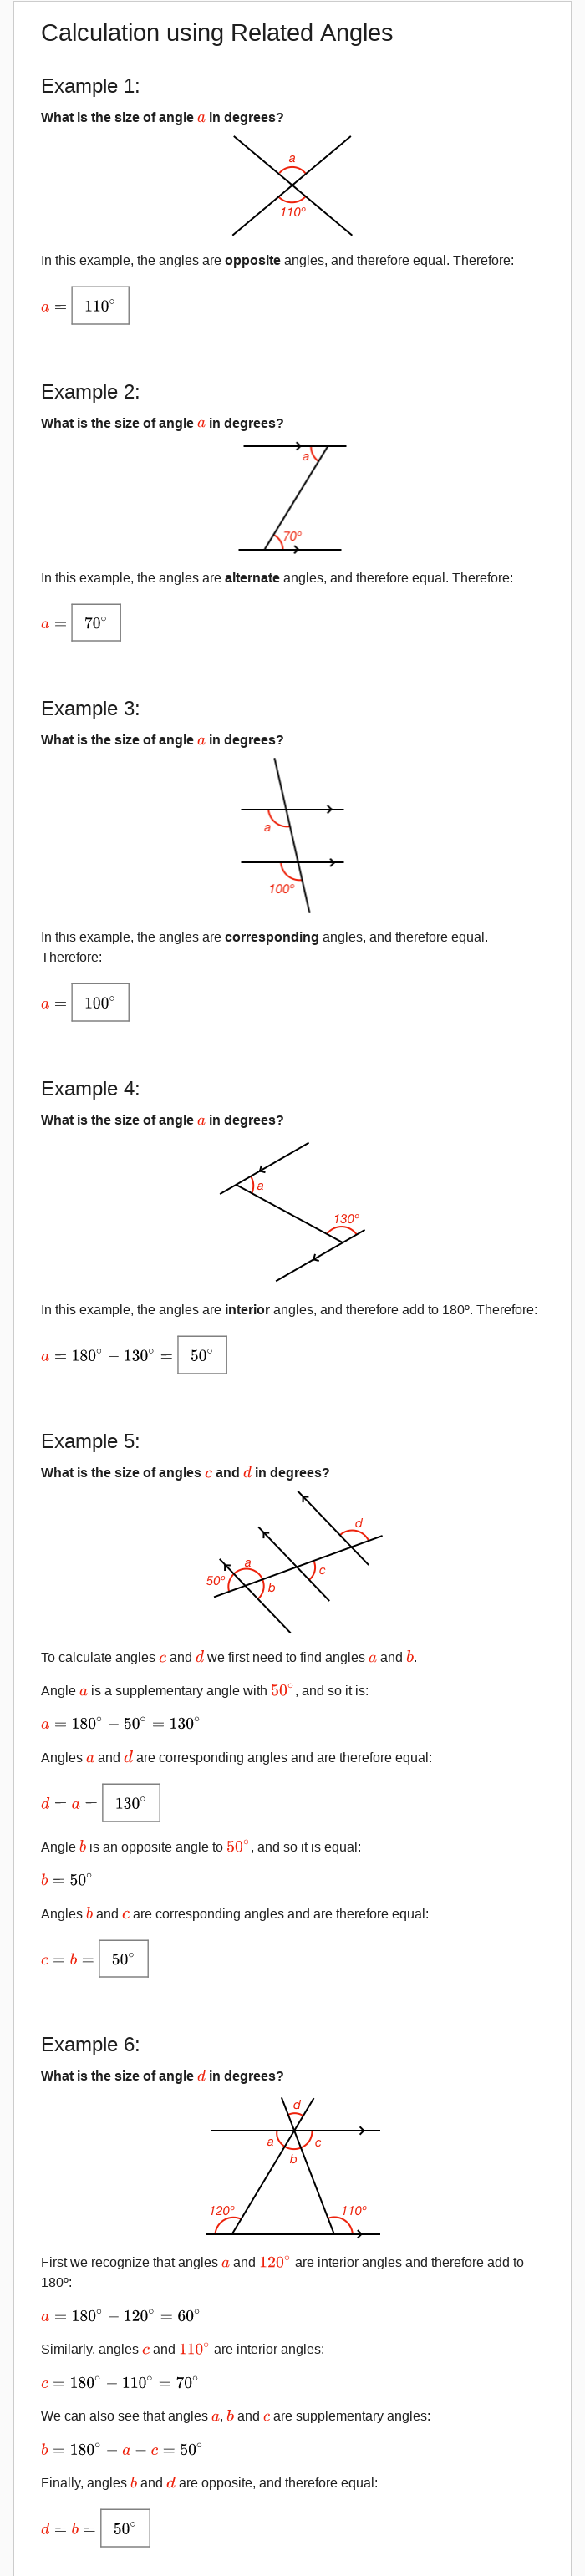 Calculation using Related Angles
Example 1:
What is the size of angle a in degrees?
a
110º
In this example, the angles are opposite angles, and therefore equal. Therefore:
a = 110°
Example 2:
What is the size of angle a in degrees?
a
70º
In this example, the angles are alternate angles, and therefore equal. Therefore:
a = 70°
Example 3:
What is the size of angle a in degrees?
a
100º
In this example, the angles are corresponding angles, and therefore equal.
Therefore:
a = 100°
Example 4:
What is the size of angle a in degrees?
a
130º
In this example, the angles are interior angles, and therefore add to 180º. Therefore:
a = 180° − 130° = 50°
Example 5:
What is the size of angles c and d in degrees?
d
a
c
50º
b
To calculate angles c and d we first need to find angles a and b.
Angle a is a supplementary angle with 50°, and so it is:
a = 180° − 50° = 130°
Angles a and d are corresponding angles and are therefore equal:
d = a = 130°
Angle b is an opposite angle to 50°, and so it is equal:
b = 50°
Angles b and c are corresponding angles and are therefore equal:
c = b = 50°
Example 6:
What is the size of angle d in degrees?
d
a
c
b
120º
110º
First we recognize that angles a and 120° are interior angles and therefore add to
180º:
a = 180° − 120° = 60°
Similarly, angles c and 110° are interior angles:
c = 180° − 110° = 70°
We can also see that angles a, b and c are supplementary angles:
b = 180° − a − c = 50°
Finally, angles b and d are opposite, and therefore equal:
d = b = 50°